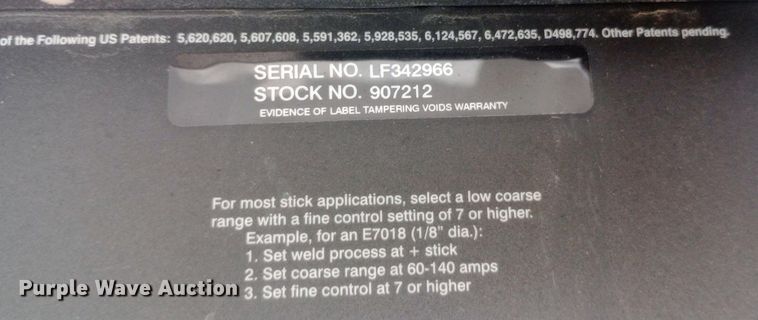 of the Following US Patents: 5,620,620, 5,607,608, 5,591,362, 5,928,535, 6,124,567, 6,472,635, D498,774. Other Patents pending.
SERIAL NO. LF342966
STOCK NO. 907212
EVIDENCE OF LABEL TAMPERING VOIDS WARRANTY
For most stick applications, select a low coarse
range with a fine control setting of 7 or higher.
Example, for an E7018 (1/8" dia.):
1. Set weld process at + stick
2. Set coarse range at 60-140 amps
3. Set fine control at 7 or higher
Purple Wave Auction